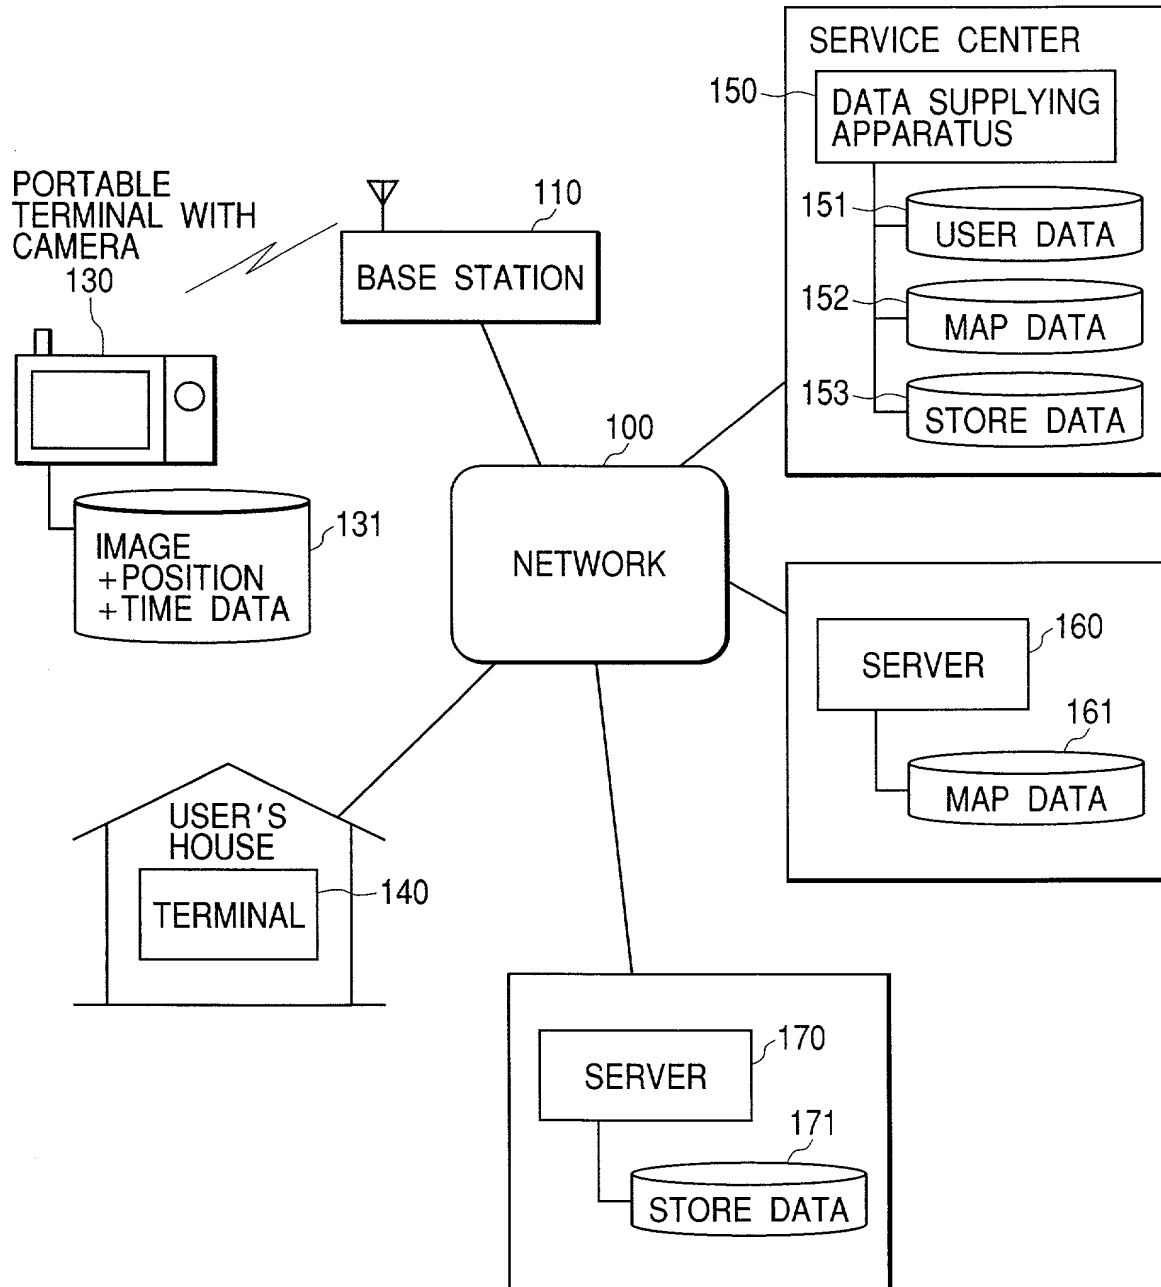 SERVICE CENTER
150
DATA SUPPLYING
APPARATUS
151
USER DATA
152
MAP DATA
153
STORE DATA
PORTABLE
TERMINAL WITH
CAMERA
130
110
BASE STATION
131
IMAGE
+POSITION
+TIME DATA
100
NETWORK
160
SERVER
161
MAP DATA
USER'S
HOUSE
140
TERMINAL
170
SERVER
171
STORE DATA